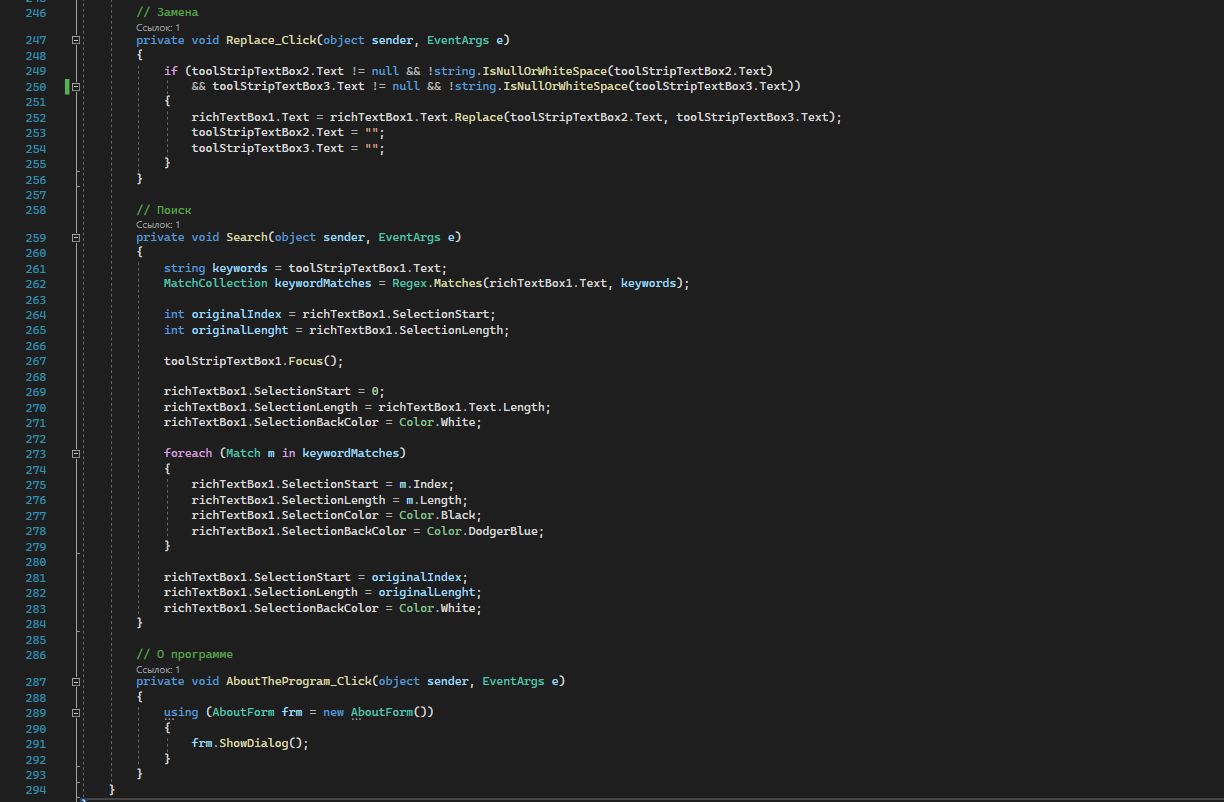 246 // Замена
Ссылок: 1
247 private void Replace_Click(object sender, EventArgs e)
248 {
249 if (toolStripTextBox2.Text != null && !string.IsNullOrWhiteSpace(toolStripTextBox2.Text)
250 && toolStripTextBox3.Text != null && !string.IsNullOrWhiteSpace(toolStripTextBox3.Text))
251 {
252 richTextBox1.Text = richTextBox1.Text.Replace(toolStripTextBox2.Text, toolStripTextBox3.Text);
253 toolStripTextBox2.Text = "";
254 toolStripTextBox3.Text = "";
255 }
256 }
257
258 // Поиск
Ссылок: 1
259 private void Search(object sender, EventArgs e)
260 {
261 string keywords = toolStripTextBox1.Text;
262 MatchCollection keywordMatches = Regex.Matches(richTextBox1.Text, keywords);
263
264 int originalIndex = richTextBox1.SelectionStart;
265 int originalLenght = richTextBox1.SelectionLength;
266
267 toolStripTextBox1.Focus();
268
269 richTextBox1.SelectionStart = 0;
270 richTextBox1.SelectionLength = richTextBox1.Text.Length;
271 richTextBox1.SelectionBackColor = Color.White;
272
273 foreach (Match m in keywordMatches)
274 {
275 richTextBox1.SelectionStart = m.Index;
276 richTextBox1.SelectionLength = m.Length;
277 richTextBox1.SelectionColor = Color.Black;
278 richTextBox1.SelectionBackColor = Color.DodgerBlue;
279 }
280
281 richTextBox1.SelectionStart = originalIndex;
282 richTextBox1.SelectionLength = originalLenght;
283 richTextBox1.SelectionBackColor = Color.White;
284 }
285
286 // О программе
Ссылок: 1
287 private void AboutTheProgram_Click(object sender, EventArgs e)
288 {
289 using (AboutForm frm = new AboutForm())
290 {
291 frm.ShowDialog();
292 }
293 }
294 }